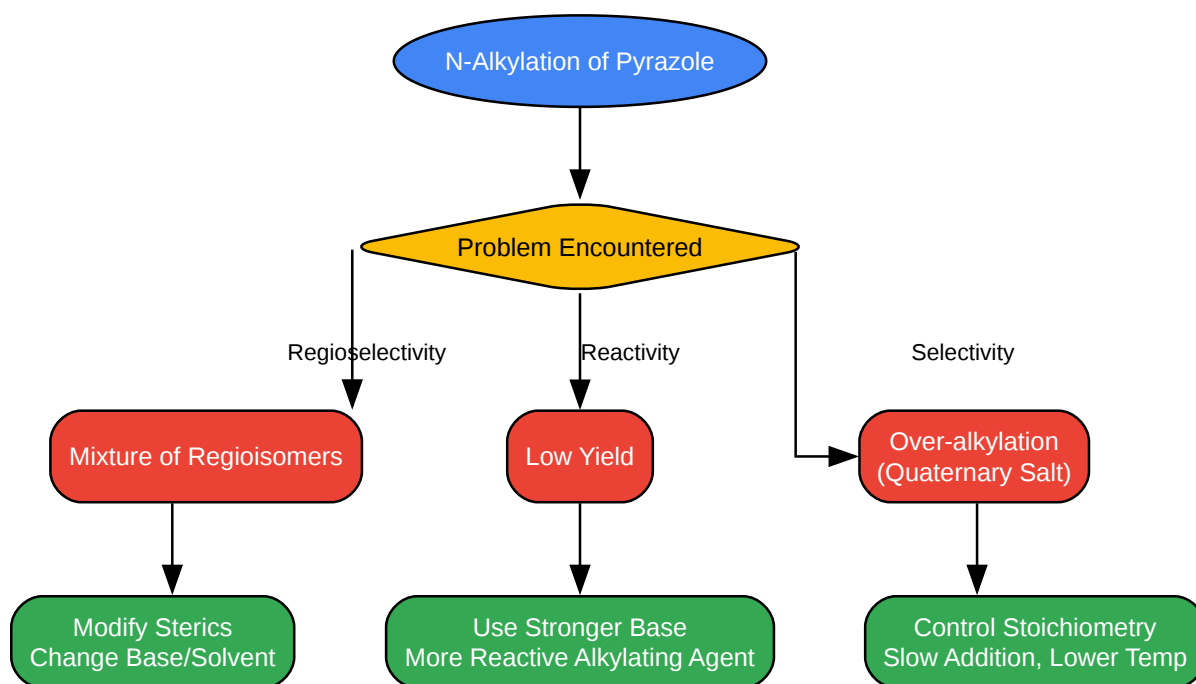 N-Alkylation of Pyrazole
Problem Encountered
Regioselectivity
Reactivity
Selectivity
Mixture of Regioisomers
Low Yield
Over-alkylation
(Quaternary Salt)
Modify Sterics
Change Base/Solvent
Use Stronger Base
More Reactive Alkylating Agent
Control Stoichiometry
Slow Addition, Lower Temp